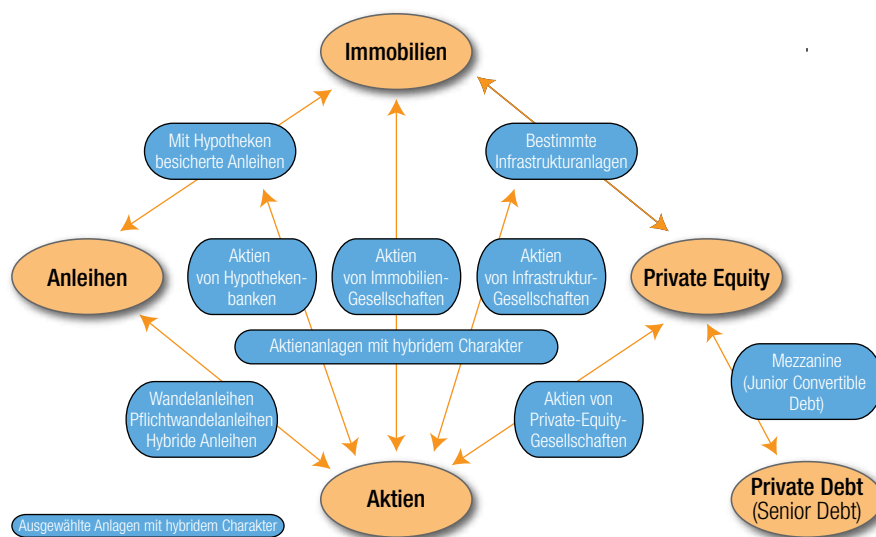 Immobilien
Mit Hypotheken
besicherte Anleihen
Bestimmte
Infrastrukturanlagen
Anleihen
Aktien
von Hypotheken-
banken
Aktien
von Immobilien-
Gesellschaften
Aktien
von Infrastruktur-
Gesellschaften
Private Equity
Aktienanlagen mit hybridem Charakter
Mezzanine
(Junior Convertible
Debt)
Wandelanleihen
Pflichtwandelanleihen
Hybride Anleihen
Aktien von
Private-Equity-
Gesellschaften
Aktien
Private Debt
(Senior Debt)
Ausgewählte Anlagen mit hybridem Charakter